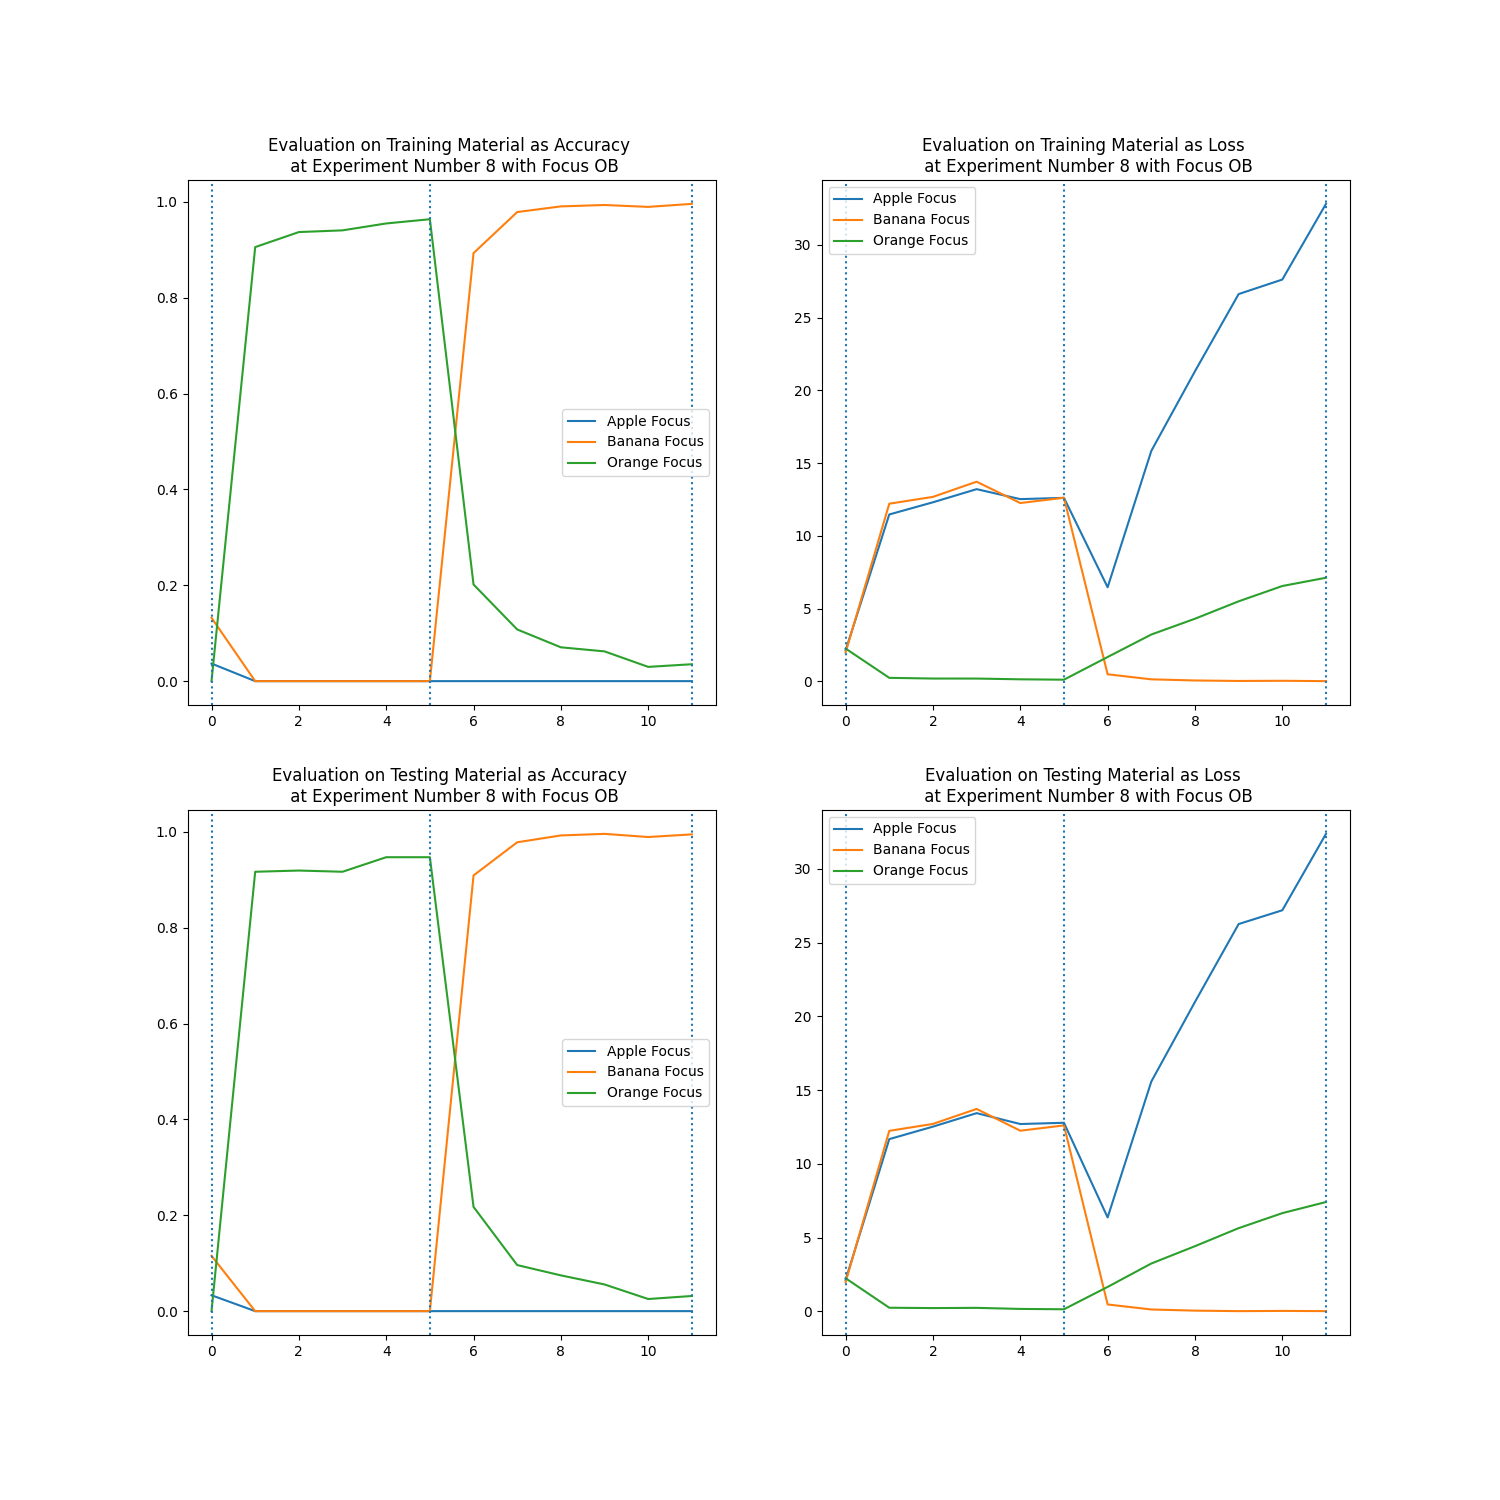 Evaluation on Training Material as Accuracy
at Experiment Number 8 with Focus OB
1.0
0.8
0.6
0.4
0.2
0.0
Apple Focus
Banana Focus
Orange Focus
0 2 4 6 8 10
Evaluation on Training Material as Loss
at Experiment Number 8 with Focus OB
Apple Focus
Banana Focus
Orange Focus
30
25
20
15
10
5
0
0 2 4 6 8 10
Evaluation on Testing Material as Accuracy
at Experiment Number 8 with Focus OB
1.0
0.8
0.6
0.4
0.2
0.0
Apple Focus
Banana Focus
Orange Focus
0 2 4 6 8 10
Evaluation on Testing Material as Loss
at Experiment Number 8 with Focus OB
Apple Focus
Banana Focus
Orange Focus
30
25
20
15
10
5
0
0 2 4 6 8 10